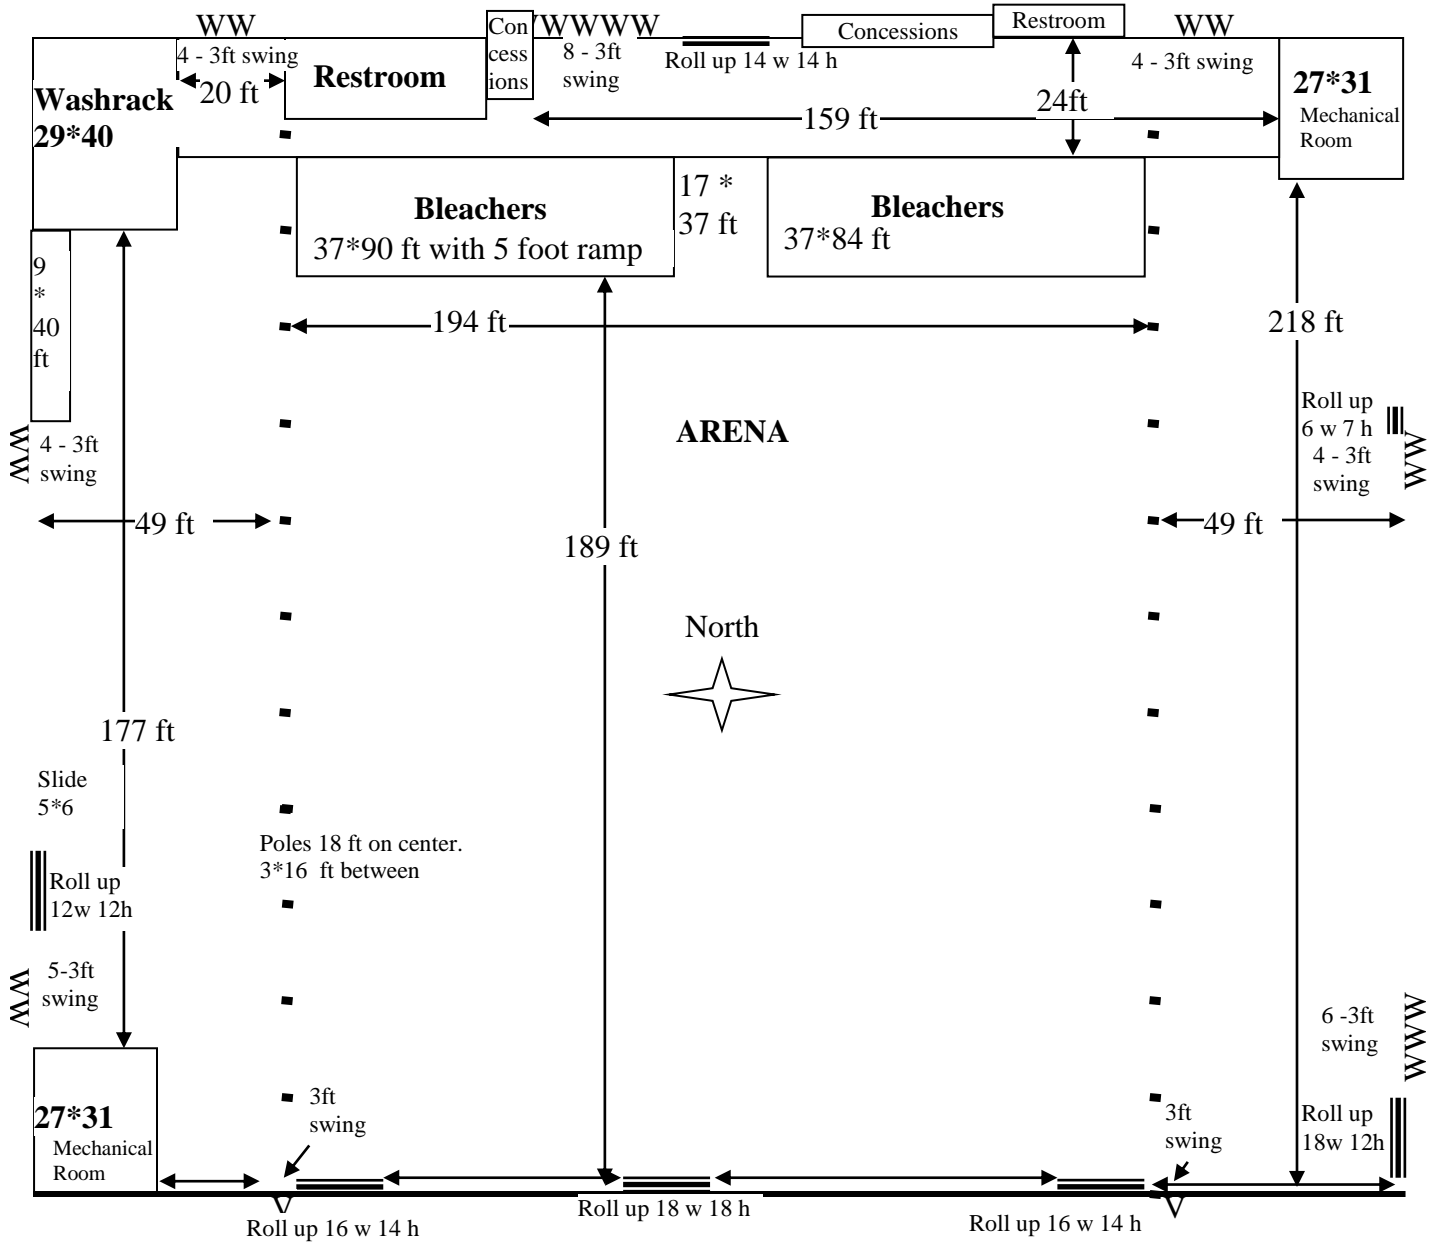 WW
Con
cess
ions
WWWWW
Concessions
Restroom
WW
4 - 3ft swing
20 ft
Restroom
8 - 3ft
swing
Roll up 14 w 14 h
4 - 3ft swing
Washrack
29*40
159 ft
24ft
27*31
Mechanical
Room
Bleachers
37*90 ft with 5 foot ramp
17 *
37 ft
Bleachers
37*84 ft
9
*
40
ft
194 ft
218 ft
WW
4 - 3ft
swing
ARENA
Roll up
6 w 7 h
4 - 3ft
swing
WW
49 ft
189 ft
49 ft
North
177 ft
Slide
5*6
Poles 18 ft on center.
3*16 ft between
Roll up
12w 12h
WW
5-3ft
swing
6 -3ft
swing
WWW
27*31
Mechanical
Room
3ft
swing
3ft
swing
Roll up
18w 12h
V
Roll up 16 w 14 h
Roll up 18 w 18 h
V
Roll up 16 w 14 h